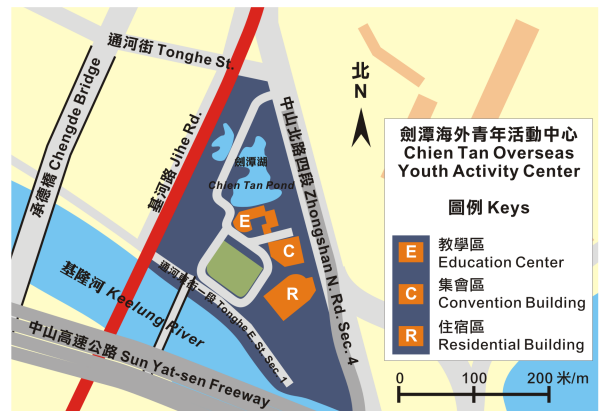 通河街 Tonghe St.
承德橋 Chengde Bridge
基河路 Jihe Rd.
中山北路四段 Zhongshan N. Rd. Sec. 4
北
N
劍潭湖
Chien Tan Pond
E
C
R
通河東街一段 Tonghe E. St. Sec. 1
基隆河 Keelung River
中山高速公路 Sun Yat-sen Freeway
劍潭海外青年活動中心
Chien Tan Overseas
Youth Activity Center
圖例 Keys
E 教學區
Education Center
C 集會區
Convention Building
R 住宿區
Residential Building
0 100 200 米/m